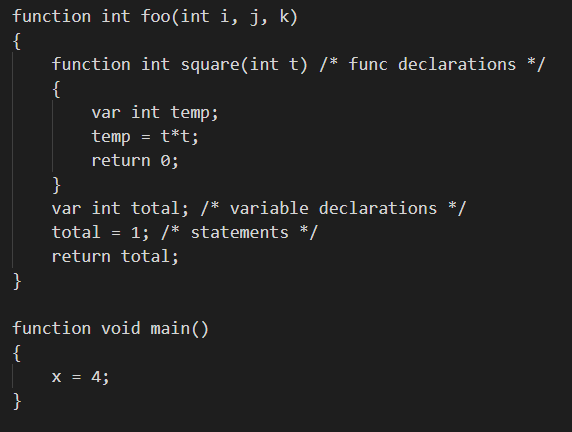 function int foo(int i, j, k)
{
    function int square(int t) /* func declarations */
    {
        var int temp;
        temp = t*t;
        return 0;
    }
    var int total; /* variable declarations */
    total = 1; /* statements */
    return total;
}

function void main()
{
    x = 4;
}